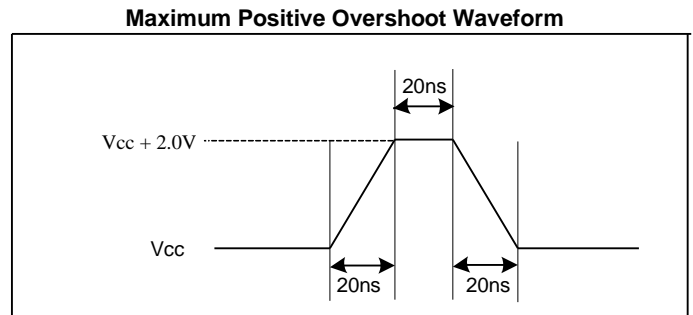 Maximum Positive Overshoot Waveform
20ns
Vcc + 2.0V
Vcc
20ns
20ns